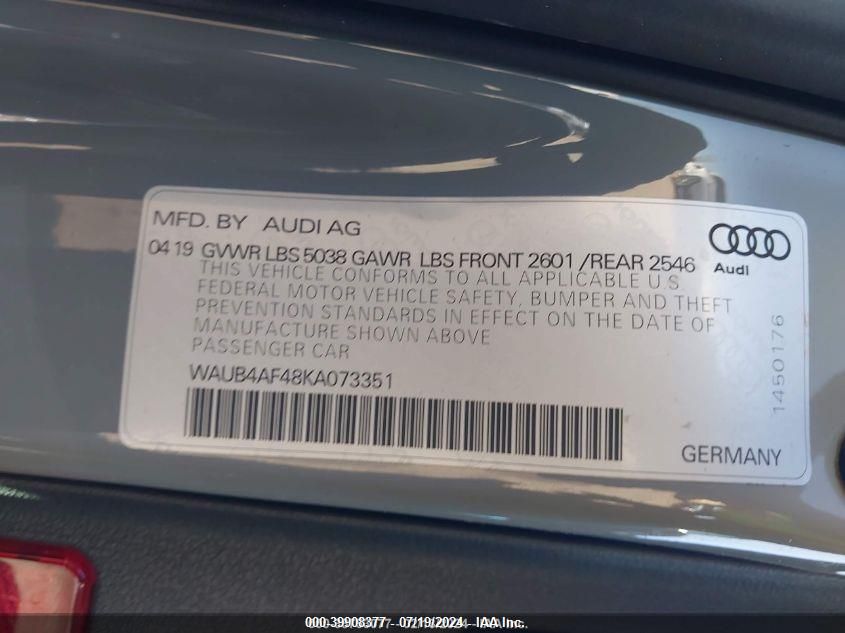 MFD. BY AUDI AG
0419 GVWR LBS 5038 GAWR LBS FRONT 2601 /REAR 2546
THIS VEHICLE CONFORMS TO ALL APPLICABLE U.S.
FEDERAL MOTOR VEHICLE SAFETY, BUMPER AND THEFT
PREVENTION STANDARDS IN EFFECT ON THE DATE OF
MANUFACTURE SHOWN ABOVE
PASSENGER CAR
WAUB4AF48KA073351
Audi
1450176
GERMANY
000-39908377 - 07/19/2024 - IAA Inc.